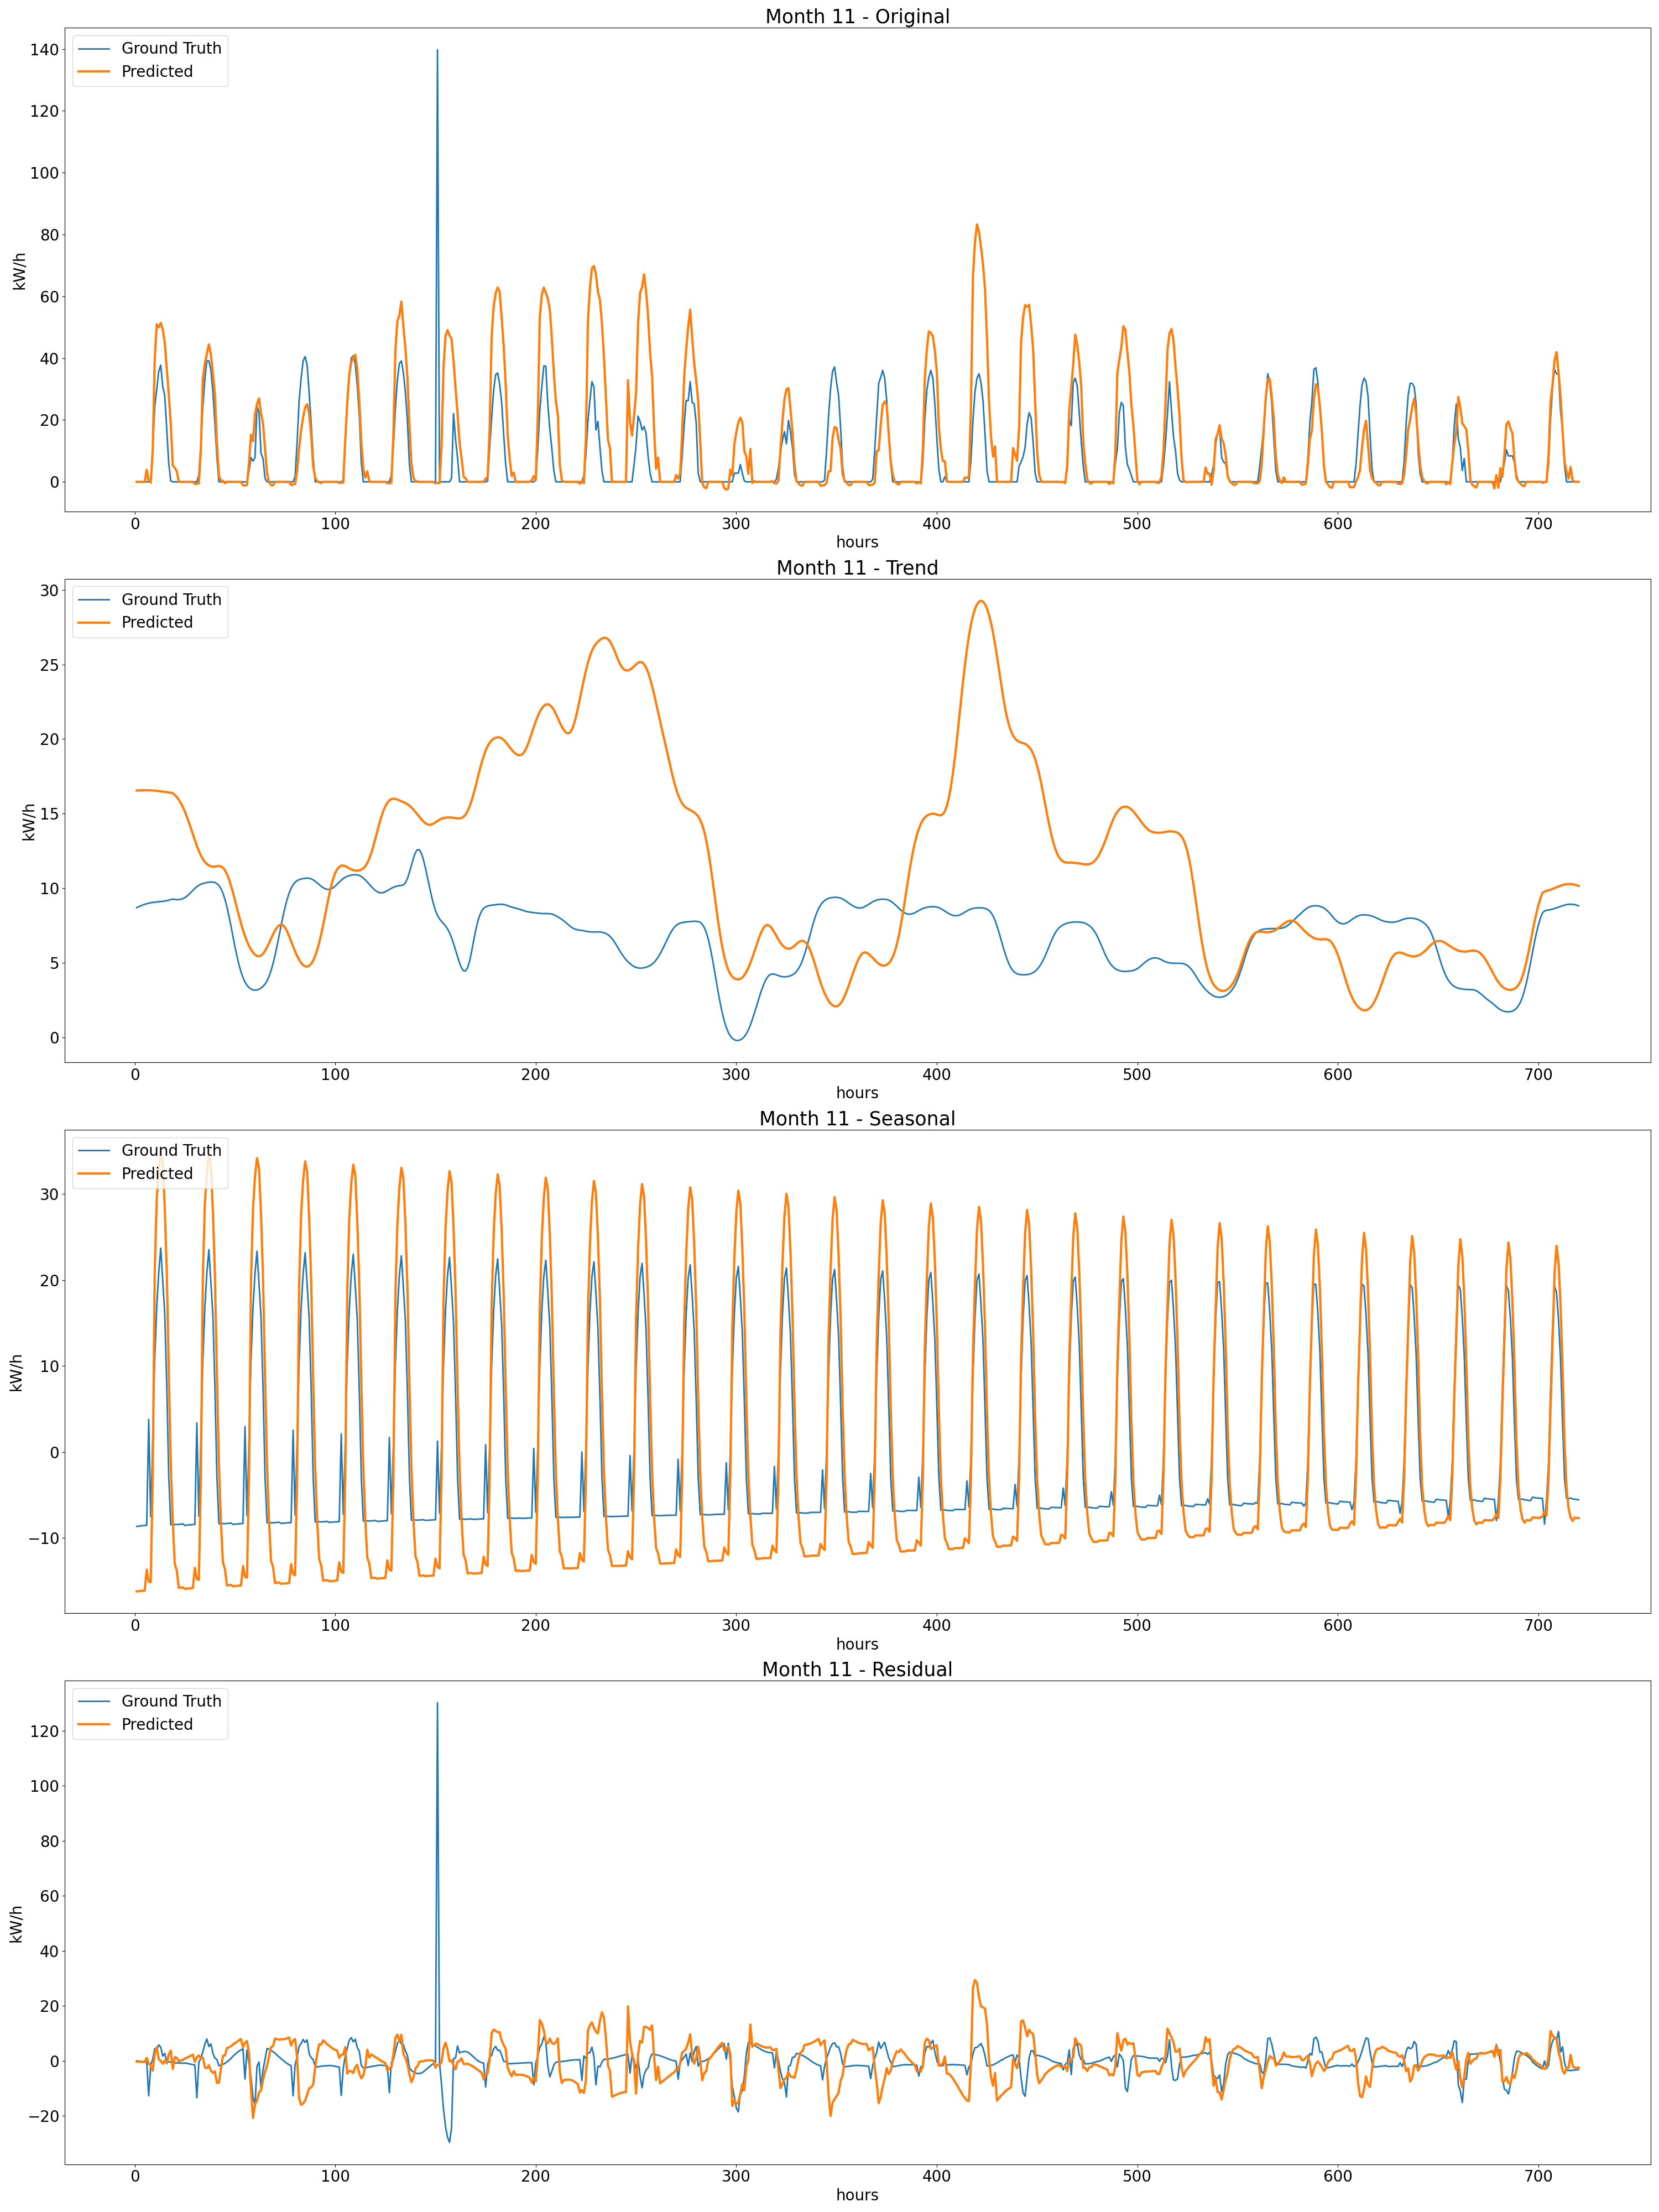 Month 11 - Original
Ground Truth
Predicted
140
120
100
80
60
40
20
0
kW/h
0 100 200 300 400 500 600 700
hours
Month 11 - Trend
Ground Truth
Predicted
30
25
20
15
10
5
0
kW/h
0 100 200 300 400 500 600 700
hours
Month 11 - Seasonal
Ground Truth
Predicted
30
20
10
0
−10
kW/h
0 100 200 300 400 500 600 700
hours
Month 11 - Residual
Ground Truth
Predicted
120
100
80
60
40
20
0
−20
kW/h
0 100 200 300 400 500 600 700
hours